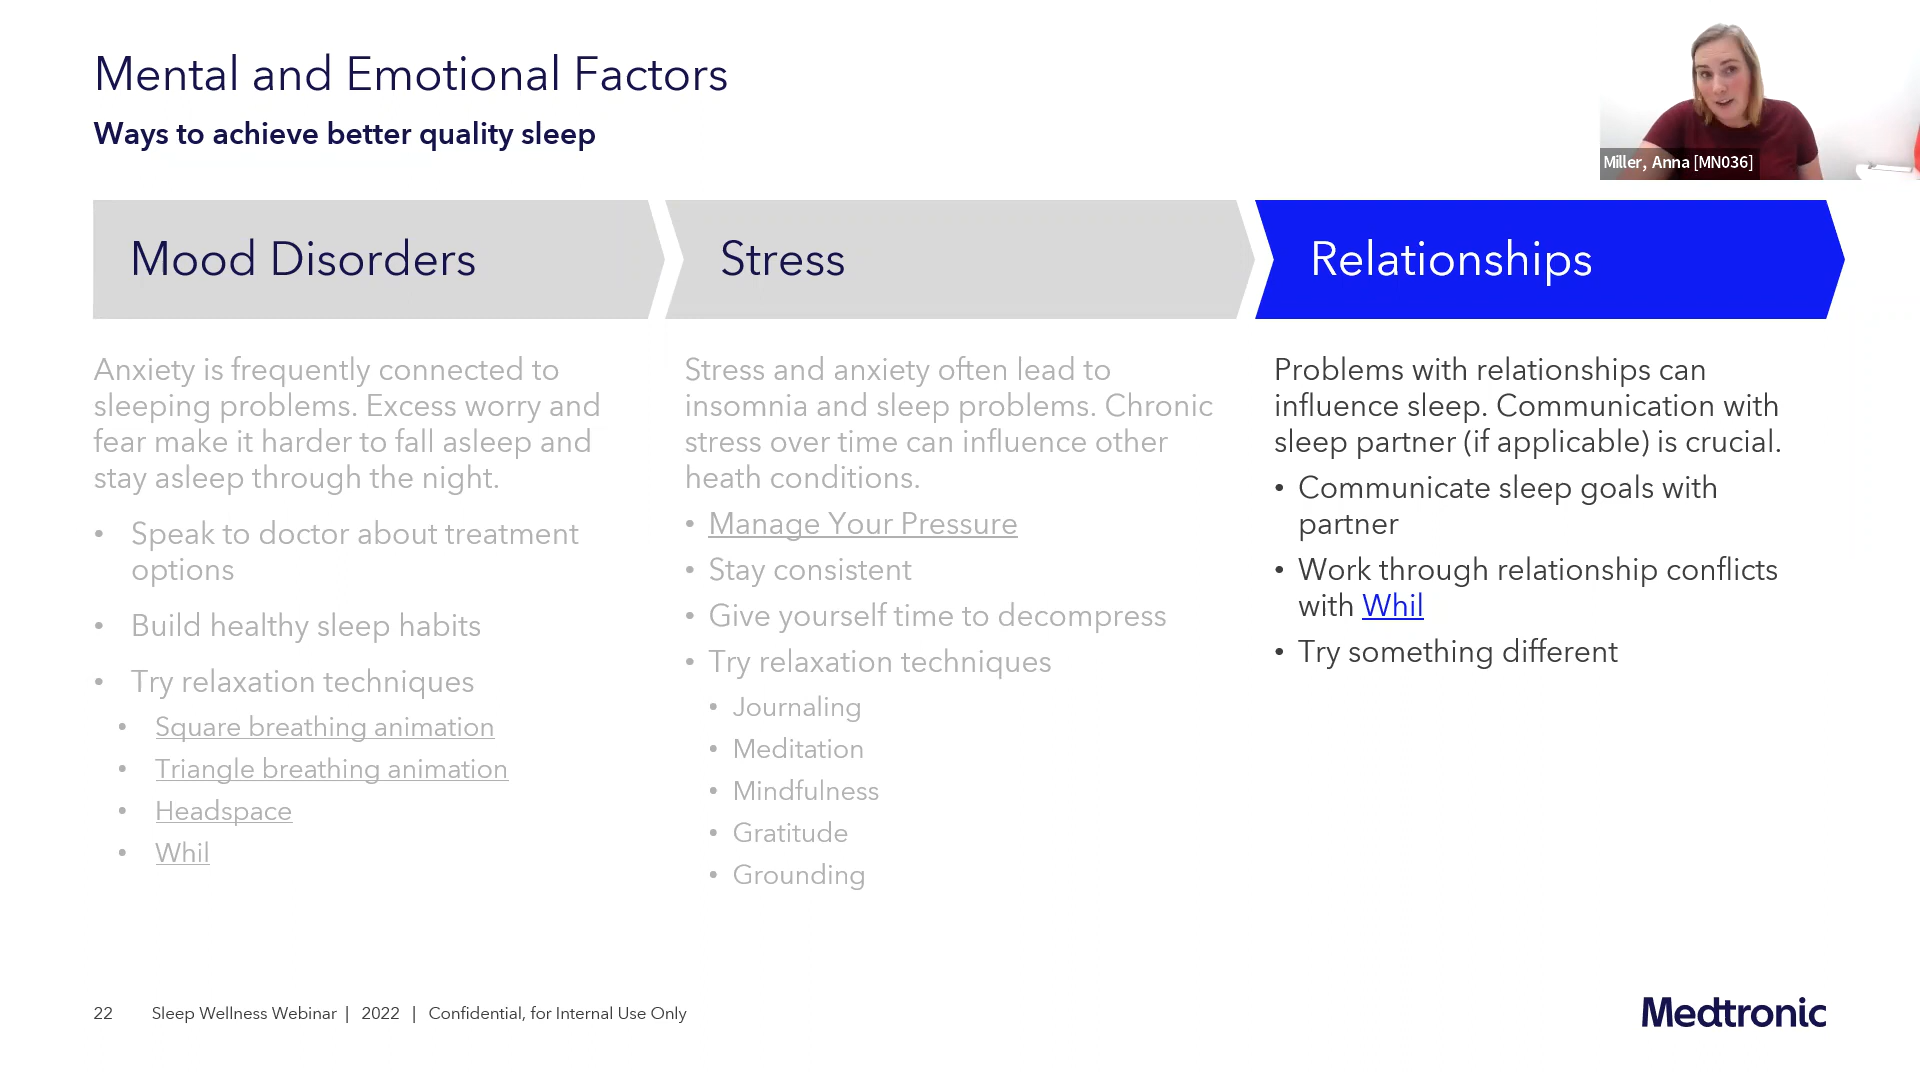 Mental and Emotional Factors
Ways to achieve better quality sleep
Miller, Anna [MN036]
Mood Disorders
Anxiety is frequently connected to
sleeping problems. Excess worry and
fear make it harder to fall asleep and
stay asleep through the night.
• Speak to doctor about treatment
options
• Build healthy sleep habits
• Try relaxation techniques
• Square breathing animation
• Triangle breathing animation
• Headspace
• Whil
Stress
Stress and anxiety often lead to
insomnia and sleep problems. Chronic
stress over time can influence other
heath conditions.
• Manage Your Pressure
• Stay consistent
• Give yourself time to decompress
• Try relaxation techniques
• Journaling
• Meditation
• Mindfulness
• Gratitude
• Grounding
Relationships
Problems with relationships can
influence sleep. Communication with
sleep partner (if applicable) is crucial.
• Communicate sleep goals with
partner
• Work through relationship conflicts
with Whil
• Try something different
22 Sleep Wellness Webinar | 2022 | Confidential, for Internal Use Only
Medtronic